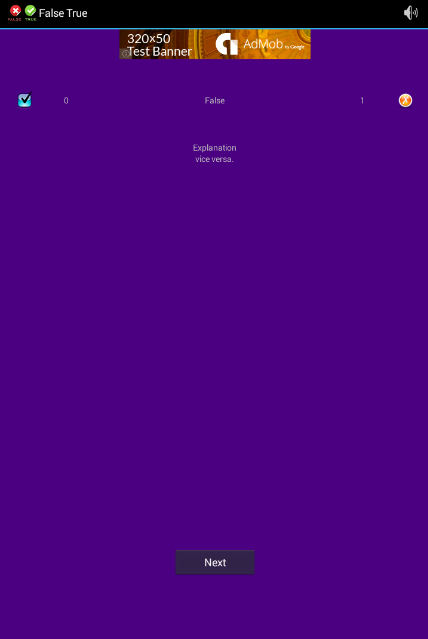 FALSE TRUE False True
320x50
Test Banner
AdMob by Google
0 False 1
Explanation
vice versa.
Next